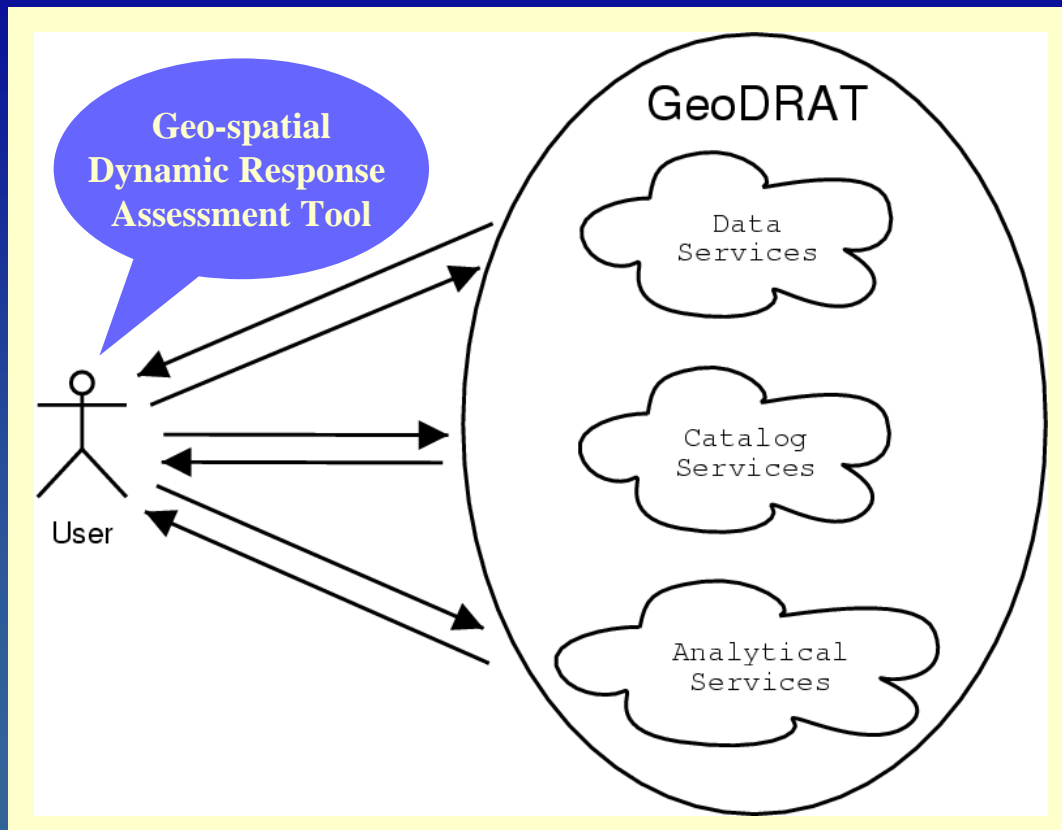 Geo-spatial
Dynamic Response
Assessment Tool
GeoDRAT
Data
Services
Catalog
Services
Analytical
Services
User